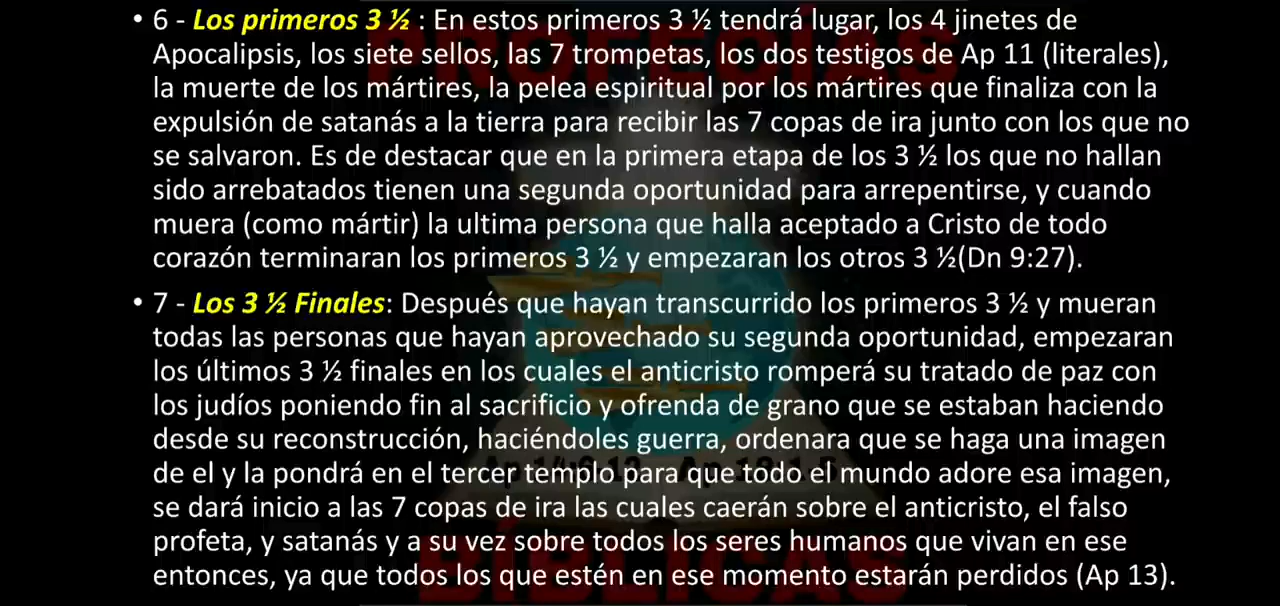 • 6 - Los primeros 3 ½ : En estos primeros 3 ½ tendrá lugar, los 4 jinetes de
Apocalipsis, los siete sellos, las 7 trompetas, los dos testigos de Ap 11 (literales),
la muerte de los mártires, la pelea espiritual por los mártires que finaliza con la
expulsión de satanás a la tierra para recibir las 7 copas de ira junto con los que no
se salvaron. Es de destacar que en la primera etapa de los 3 ½ los que no hallan
sido arrebatados tienen una segunda oportunidad para arrepentirse, y cuando
muera (como mártir) la ultima persona que halla aceptado a Cristo de todo
corazón terminaran los primeros 3 ½ y empezaran los otros 3 ½(Dn 9:27).
• 7 - Los 3 ½ Finales: Después que hayan transcurrido los primeros 3 ½ y mueran
todas las personas que hayan aprovechado su segunda oportunidad, empezaran
los últimos 3 ½ finales en los cuales el anticristo romperá su tratado de paz con
los judíos poniendo fin al sacrificio y ofrenda de grano que se estaban haciendo
desde su reconstrucción, haciéndoles guerra, ordenara que se haga una imagen
de el y la pondrá en el tercer templo para que todo el mundo adore esa imagen,
se dará inicio a las 7 copas de ira las cuales caerán sobre el anticristo, el falso
profeta, y satanás y a su vez sobre todos los seres humanos que vivan en ese
entonces, ya que todos los que estén en ese momento estarán perdidos (Ap 13).
PROFECÍAS
BÍBLICAS